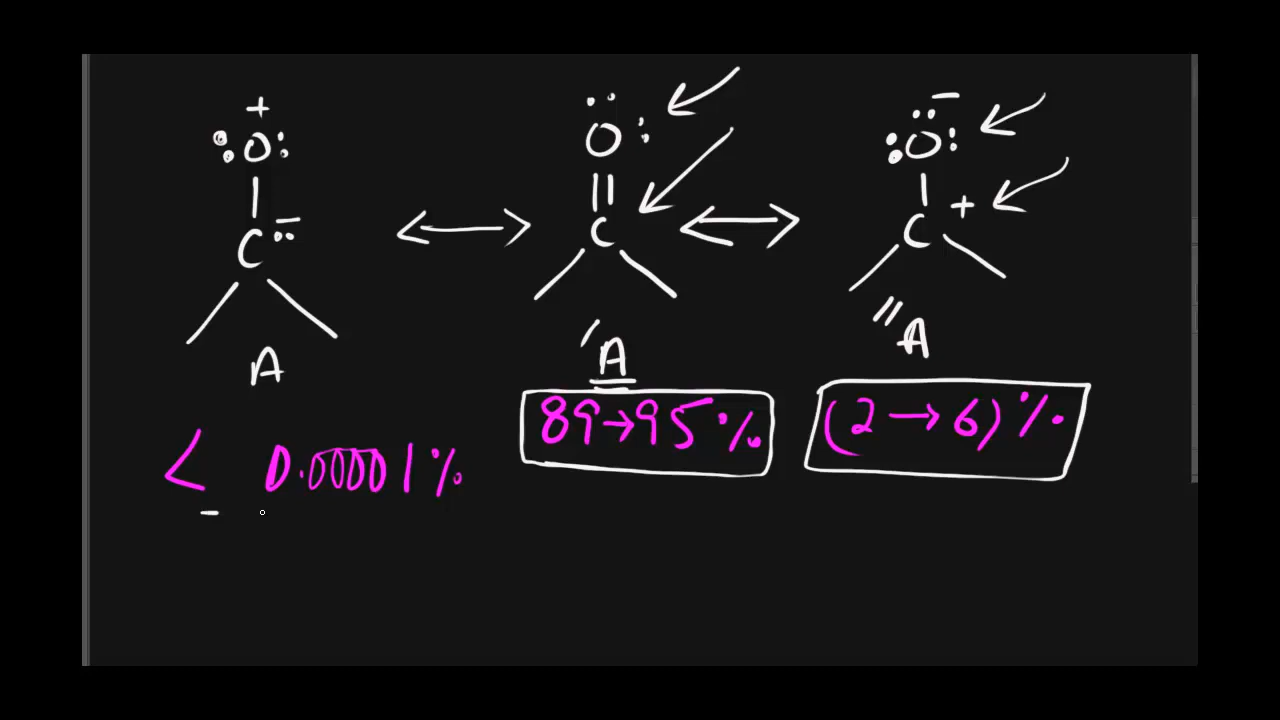 + −
:O: :O: :O:
C:− C C+
A 'A "A
89→95% (2→6)%
< 0.00001%